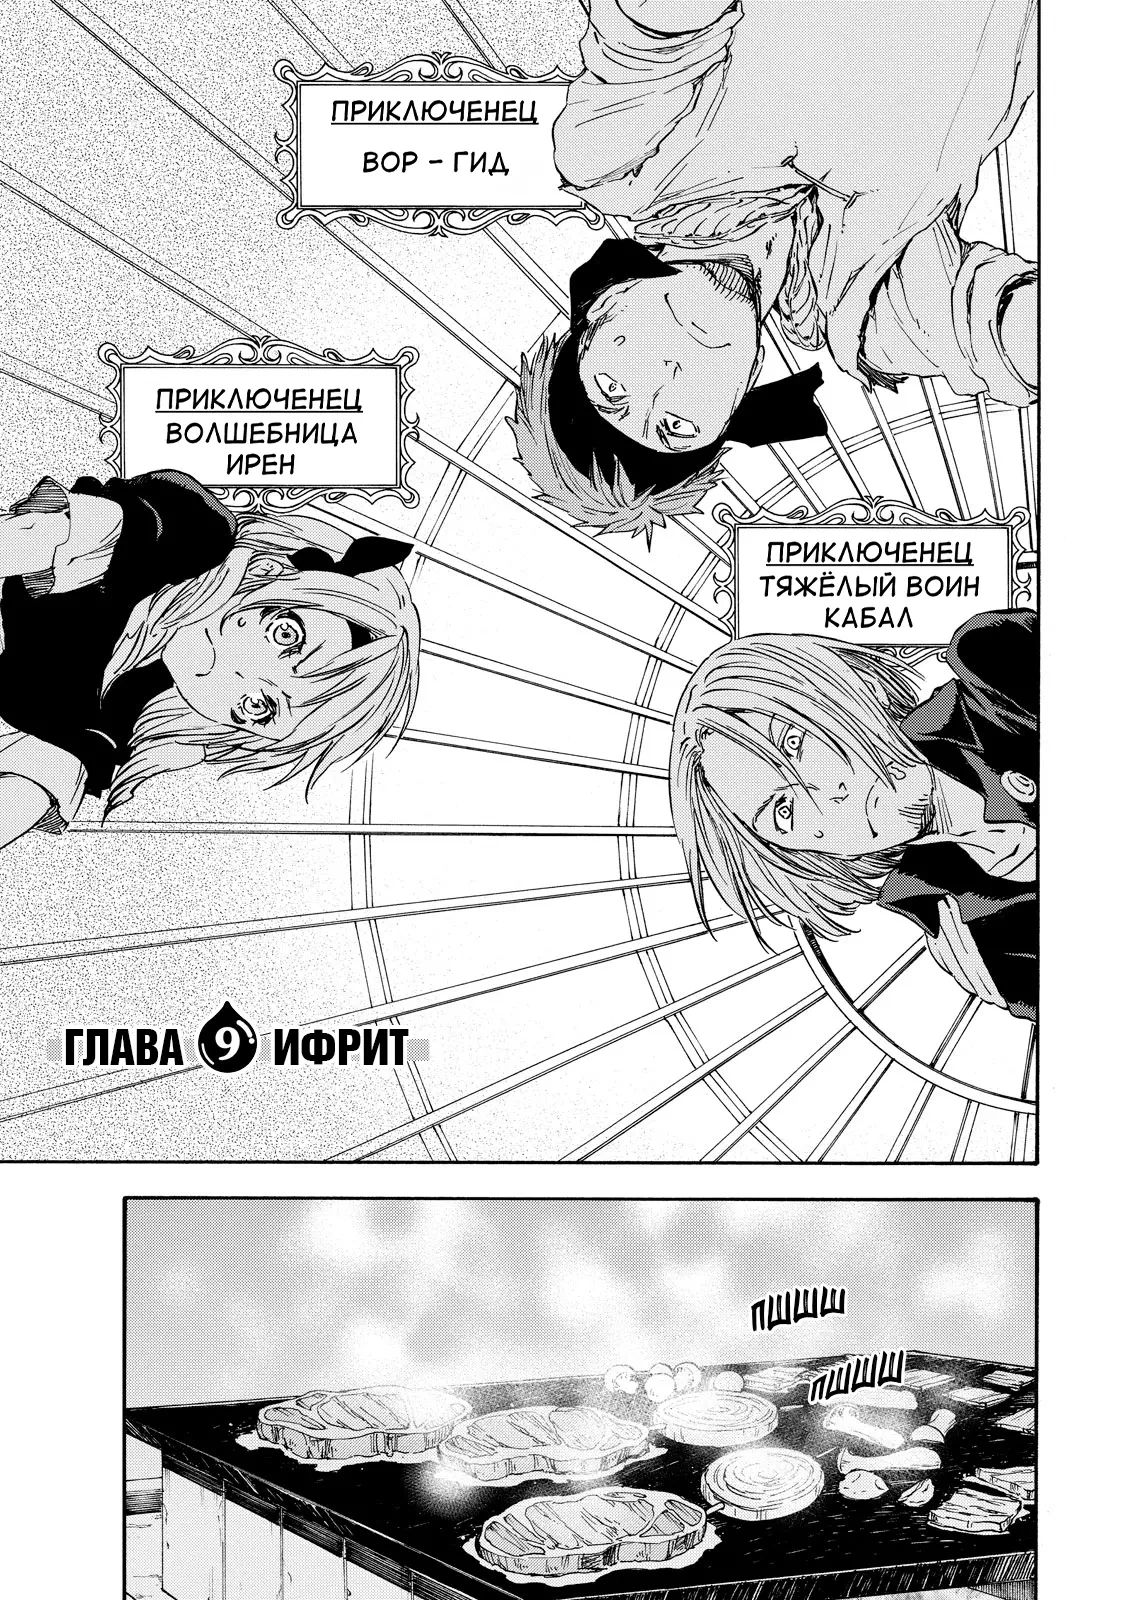 ПРИКЛЮЧЕНЕЦ
ВОР – ГИД
ПРИКЛЮЧЕНЕЦ
ВОЛШЕБНИЦА
ИРЕН
ПРИКЛЮЧЕНЕЦ
ТЯЖЁЛЫЙ ВОИН
КАБАЛ
ГЛАВА 9 ИФРИТ
ПШШШ
ПШШШ